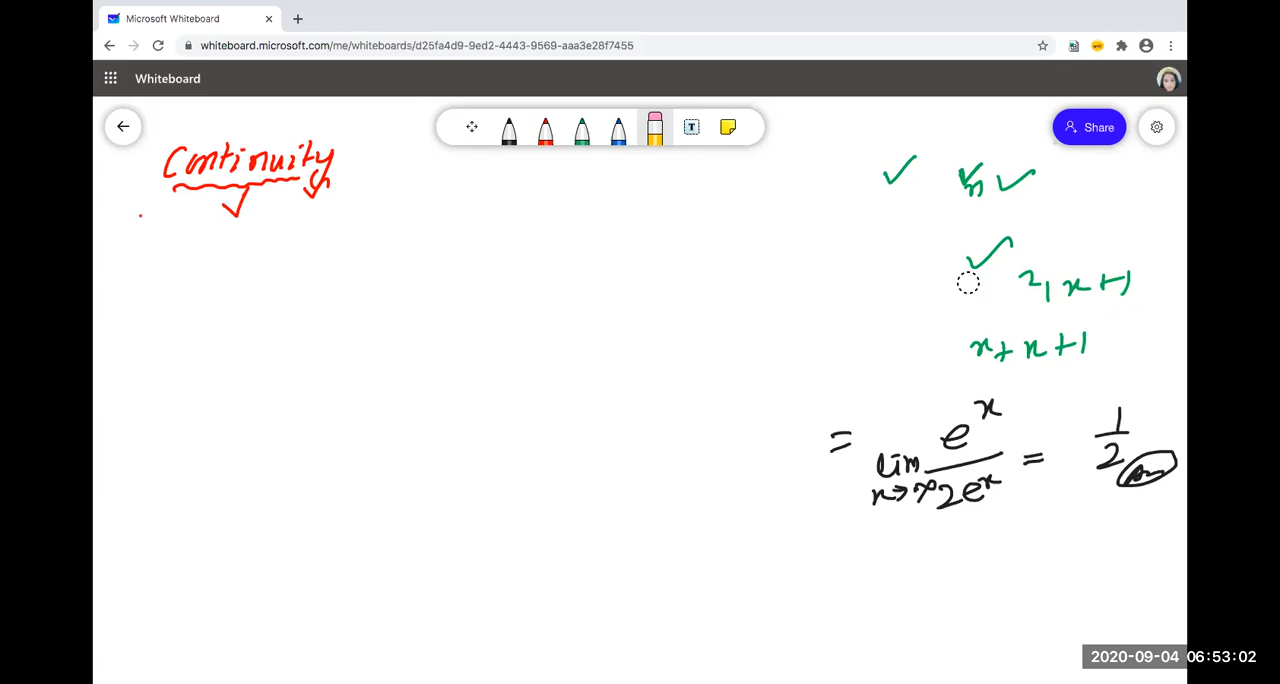 Microsoft Whiteboard
whiteboard.microsoft.com/me/whiteboards/d25fa4d9-9ed2-4443-9569-aaa3e28f7455
Whiteboard
T
Share
Continuity
n
2, x+1
x, x+1
= lim x→∞ e^x / 2e^x = 1/2
2020-09-04 06:53:02